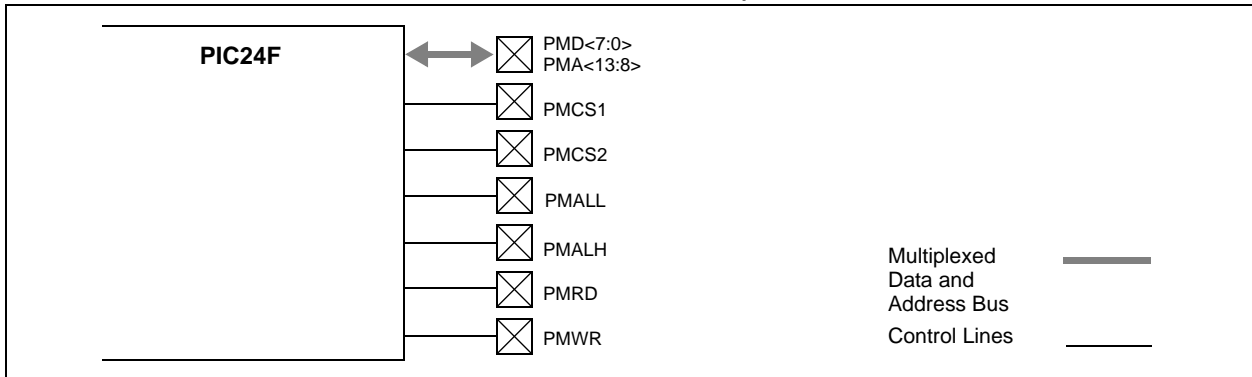 PIC24F
PMD<7:0>
PMA<13:8>
PMCS1
PMCS2
PMALL
PMALH
PMRD
PMWR
Multiplexed
Data and
Address Bus
Control Lines